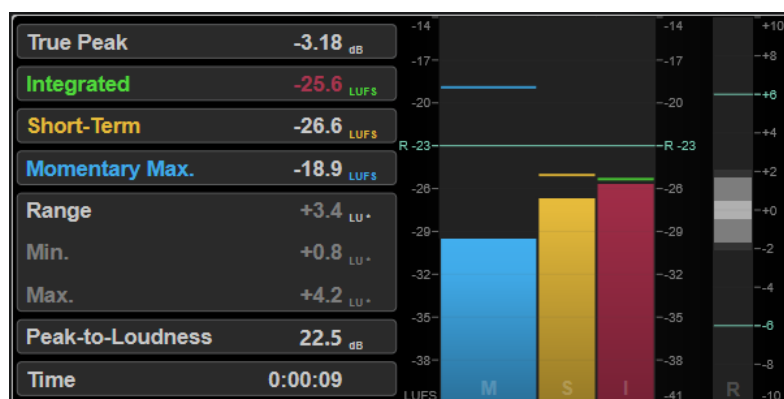 True Peak -3.18 dB
Integrated -25.6 LUFS
Short-Term -26.6 LUFS
Momentary Max. -18.9 LUFS
Range +3.4 LU*
Min. +0.8 LU*
Max. +4.2 LU*
Peak-to-Loudness 22.5 dB
Time 0:00:09
-14 -14
-17 -17
-20 -20
R -23 R -23
-26 -26
-29 -29
-32 -32
-35 -35
-38 -38
LUFS M S I -41
+10
+8
+6
+4
+2
+0
-2
-4
-6
-8
R -10